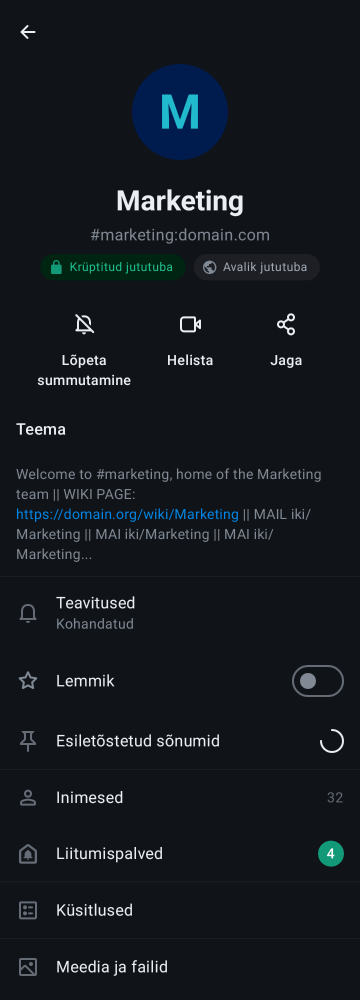 M
Marketing
#marketing:domain.com
Krüptitud jututuba
Avalik jututuba
Lõpeta
summutamine
Helista
Jaga
Teema
Welcome to #marketing, home of the Marketing
team || WIKI PAGE:
https://domain.org/wiki/Marketing || MAIL iki/
Marketing || MAI iki/Marketing || MAI iki/
Marketing...
Teavitused
Kohandatud
Lemmik
Esiletõstetud sõnumid
Inimesed 32
Liitumispalved 4
Küsitlused
Meedia ja failid